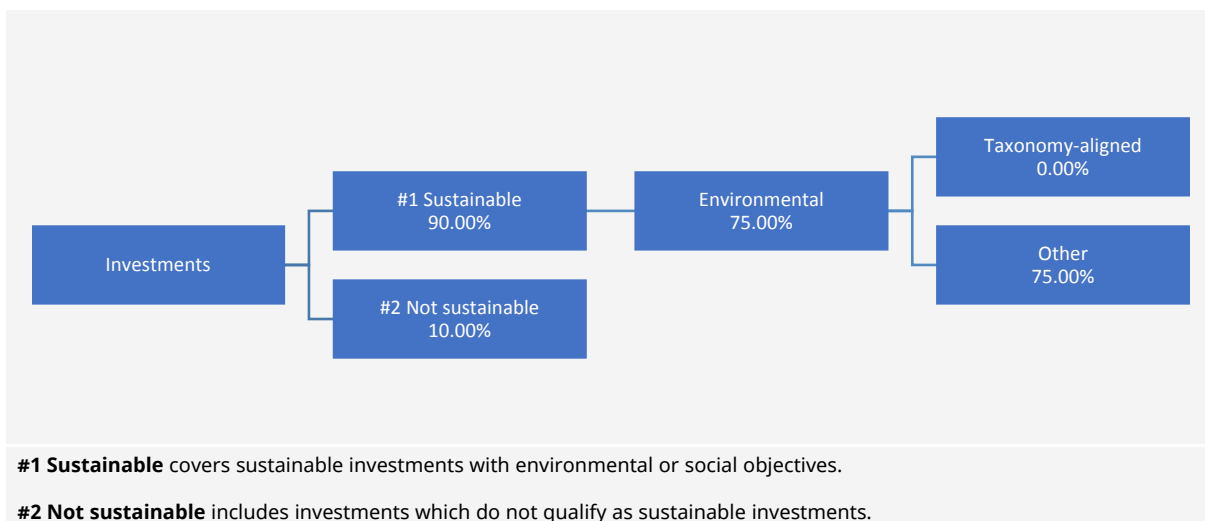 Investments
#1 Sustainable
90.00%
#2 Not sustainable
10.00%
Environmental
75.00%
Taxonomy-aligned
0.00%
Other
75.00%
#1 Sustainable covers sustainable investments with environmental or social objectives.
#2 Not sustainable includes investments which do not qualify as sustainable investments.